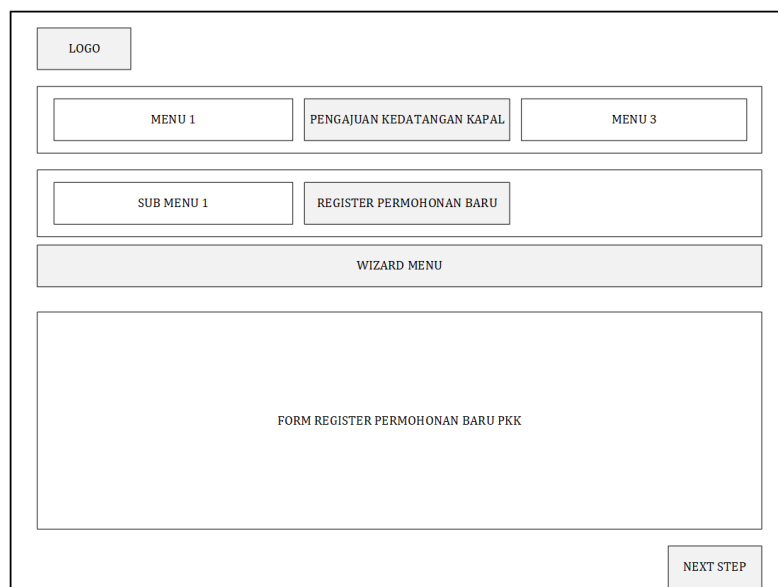 LOGO
MENU 1
PENGAJUAN KEDATANGAN KAPAL
MENU 3
SUB MENU 1
REGISTER PERMOHONAN BARU
WIZARD MENU
FORM REGISTER PERMOHONAN BARU PKK
NEXT STEP